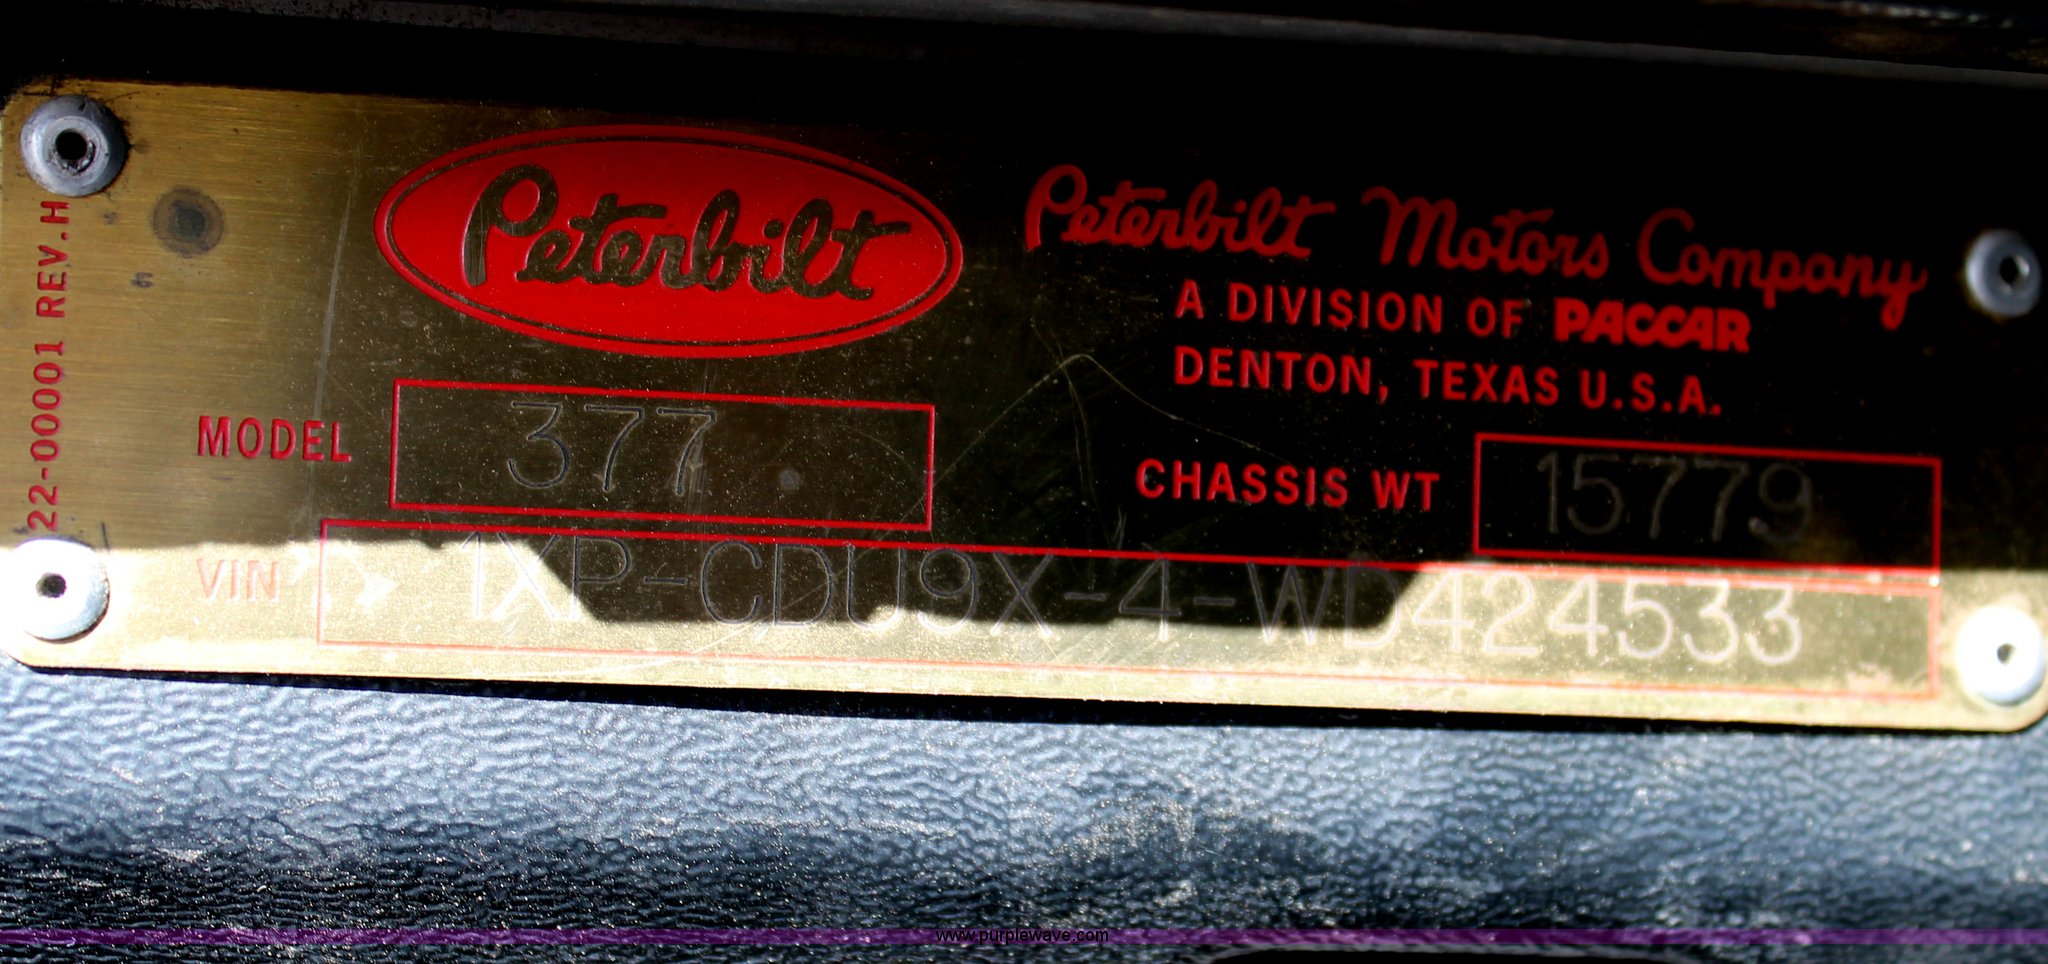 22-00001 REV.H
Peterbilt
Peterbilt Motors Company
A DIVISION OF PACCAR
DENTON, TEXAS U.S.A.
MODEL 377
CHASSIS WT 15779
VIN 1XP-CDU9X-4-WD424533
www.purplewave.com